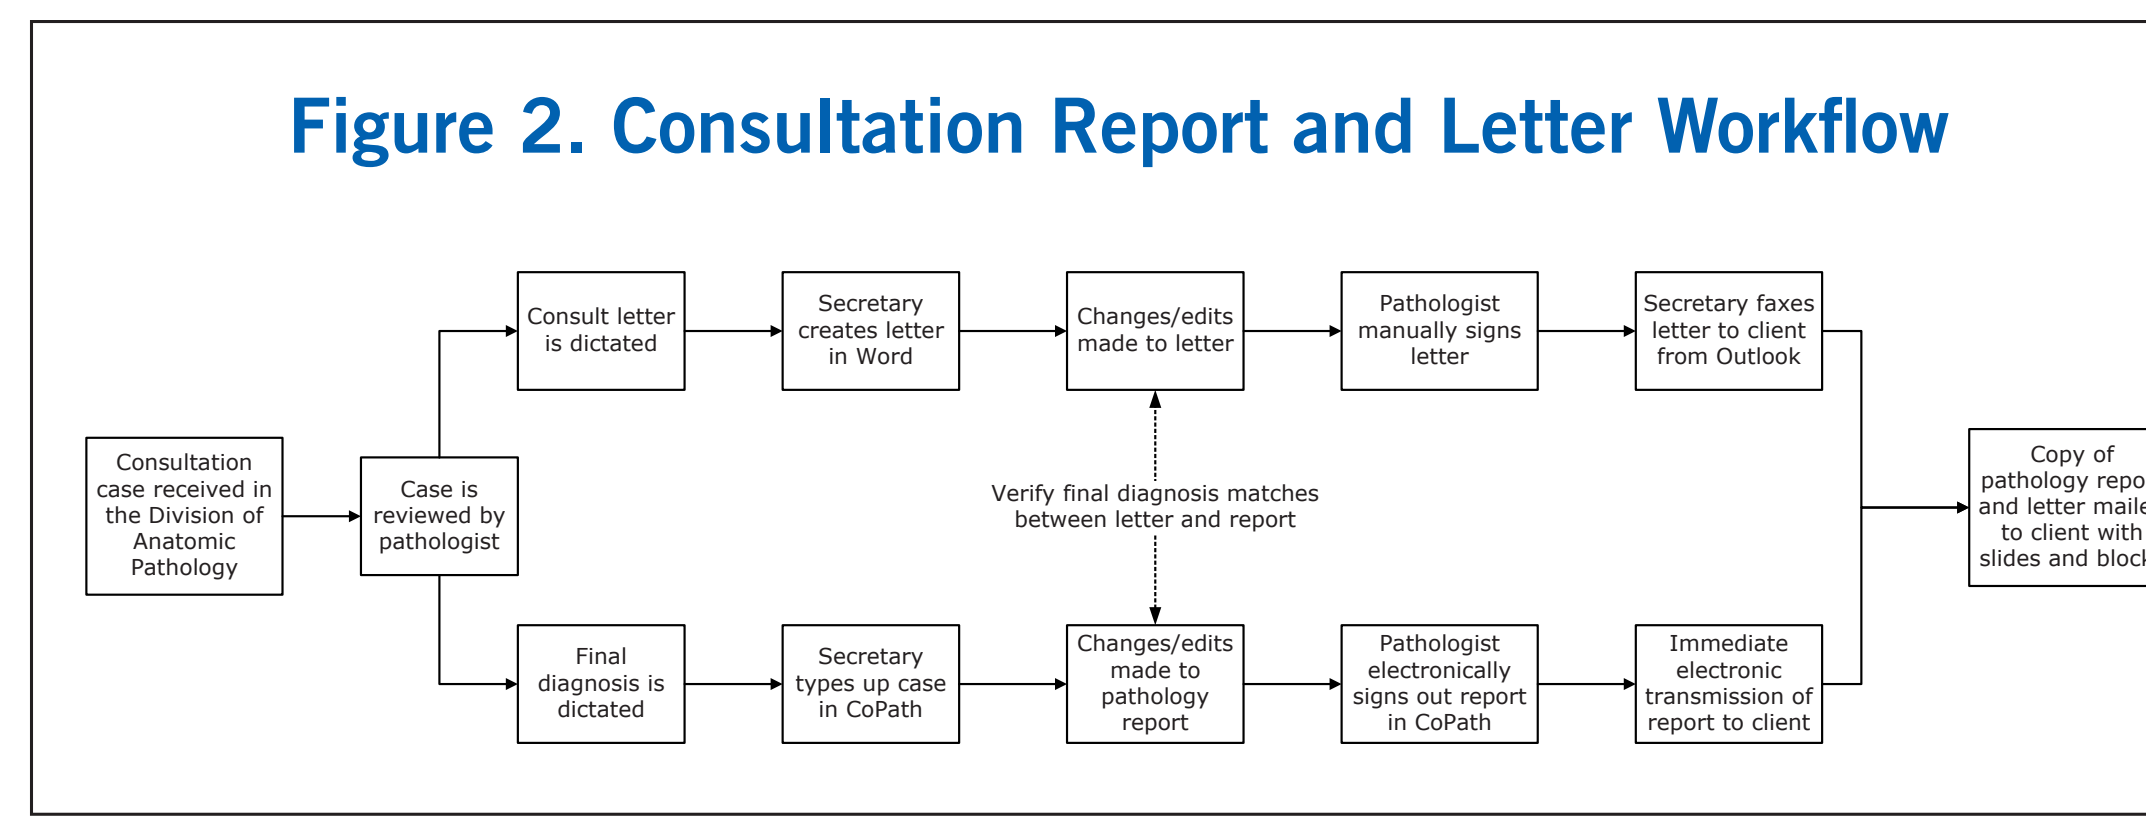 Figure 2. Consultation Report and Letter Workflow
Consultation
case received in
the Division of
Anatomic
Pathology
Case is
reviewed by
pathologist
Consult letter
is dictated
Secretary
creates letter
in Word
Changes/edits
made to letter
Pathologist
manually signs
letter
Secretary faxes
letter to client
from Outlook
Verify final diagnosis matches
between letter and report
Final
diagnosis is
dictated
Secretary
types up case
in CoPath
Changes/edits
made to
pathology
report
Pathologist
electronically
signs out report
in CoPath
Immediate
electronic
transmission of
report to client
Copy of
pathology
and letter
to client with
slides and